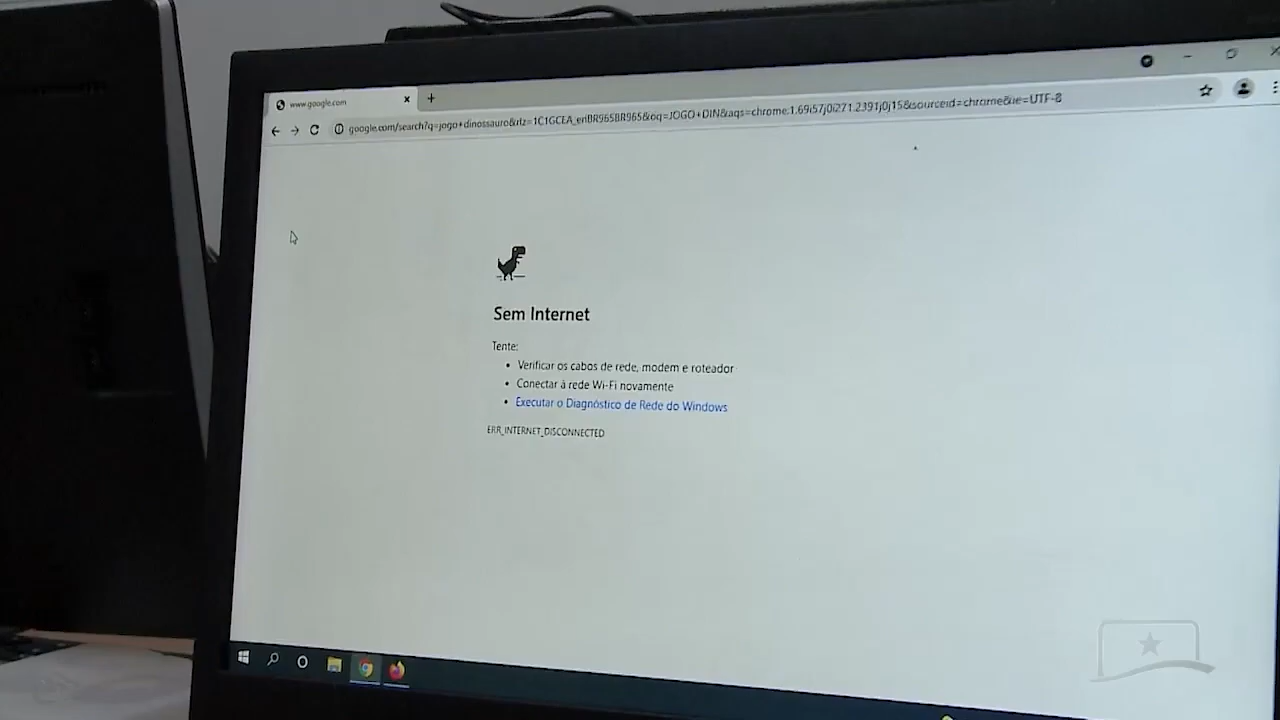 www.google.com
google.com/search?q=jogo+dinossauro&rlz=1C1GCEA_enBR965BR965&oq=JOGO+DIN&aqs=chrome.1.69i57j0i271.2391j0j15&sourceid=chrome&ie=UTF-8
Sem Internet
Tente:
• Verificar os cabos de rede, modem e roteador
• Conectar à rede Wi-Fi novamente
• Executar o Diagnóstico de Rede do Windows
ERR_INTERNET_DISCONNECTED